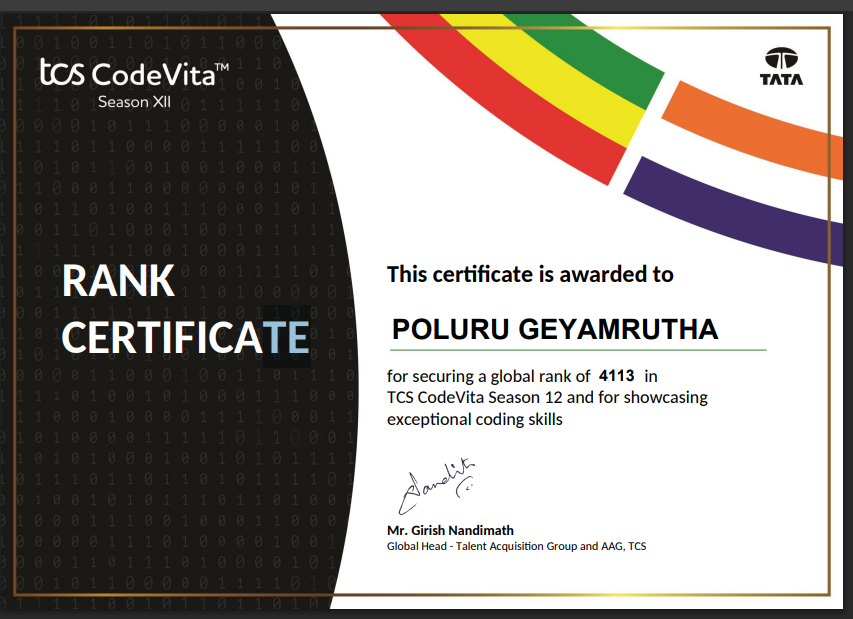 tcs CodeVita™
Season XII
TATA
RANK
CERTIFICATE
This certificate is awarded to
POLURU GEYAMRUTHA
for securing a global rank of 4113 in
TCS CodeVita Season 12 and for showcasing
exceptional coding skills
Mr. Girish Nandimath
Global Head - Talent Acquisition Group and AAG, TCS